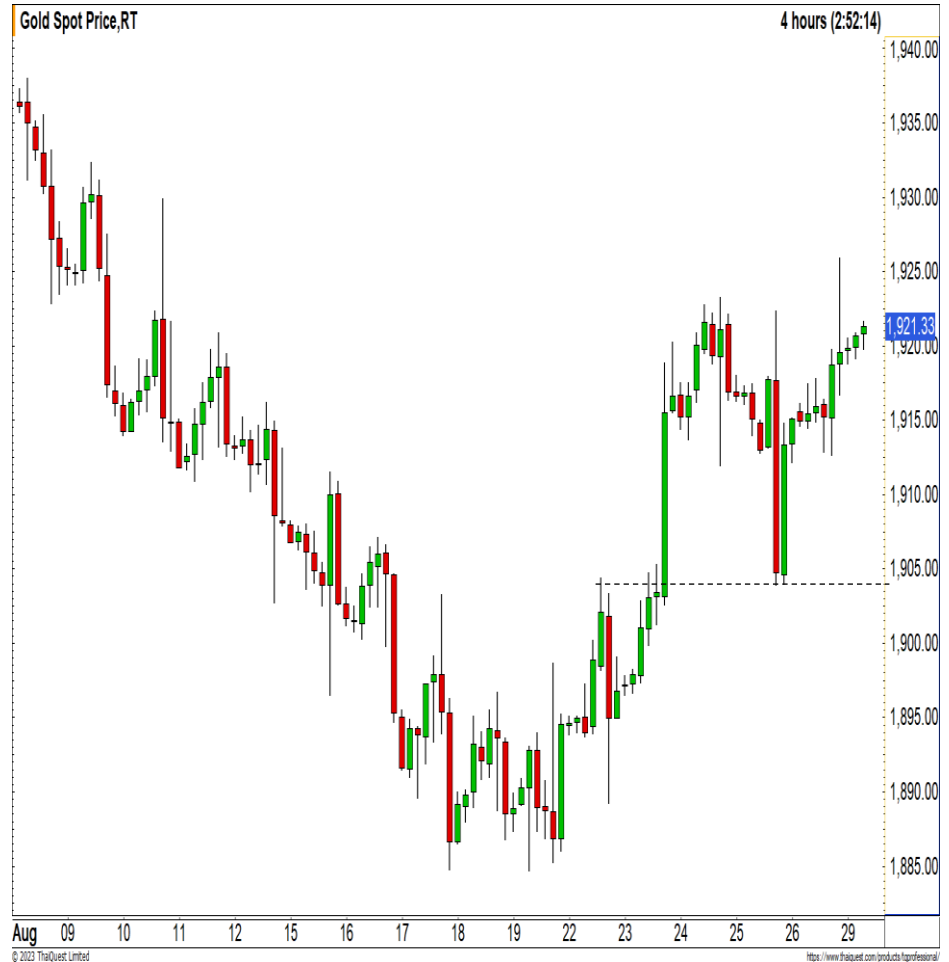 Gold Spot Price,RT
4 hours (2:52:14)
1,940.00
1,935.00
1,930.00
1,925.00
1,921.33
1,920.00
1,915.00
1,910.00
1,905.00
1,900.00
1,895.00
1,890.00
1,885.00
Aug 09 10 11 12 15 16 17 18 19 22 23 24 25 26 29
© 2023 ThaiQuest Limited
https://www.thaiquest.com/products/tqprofessional/